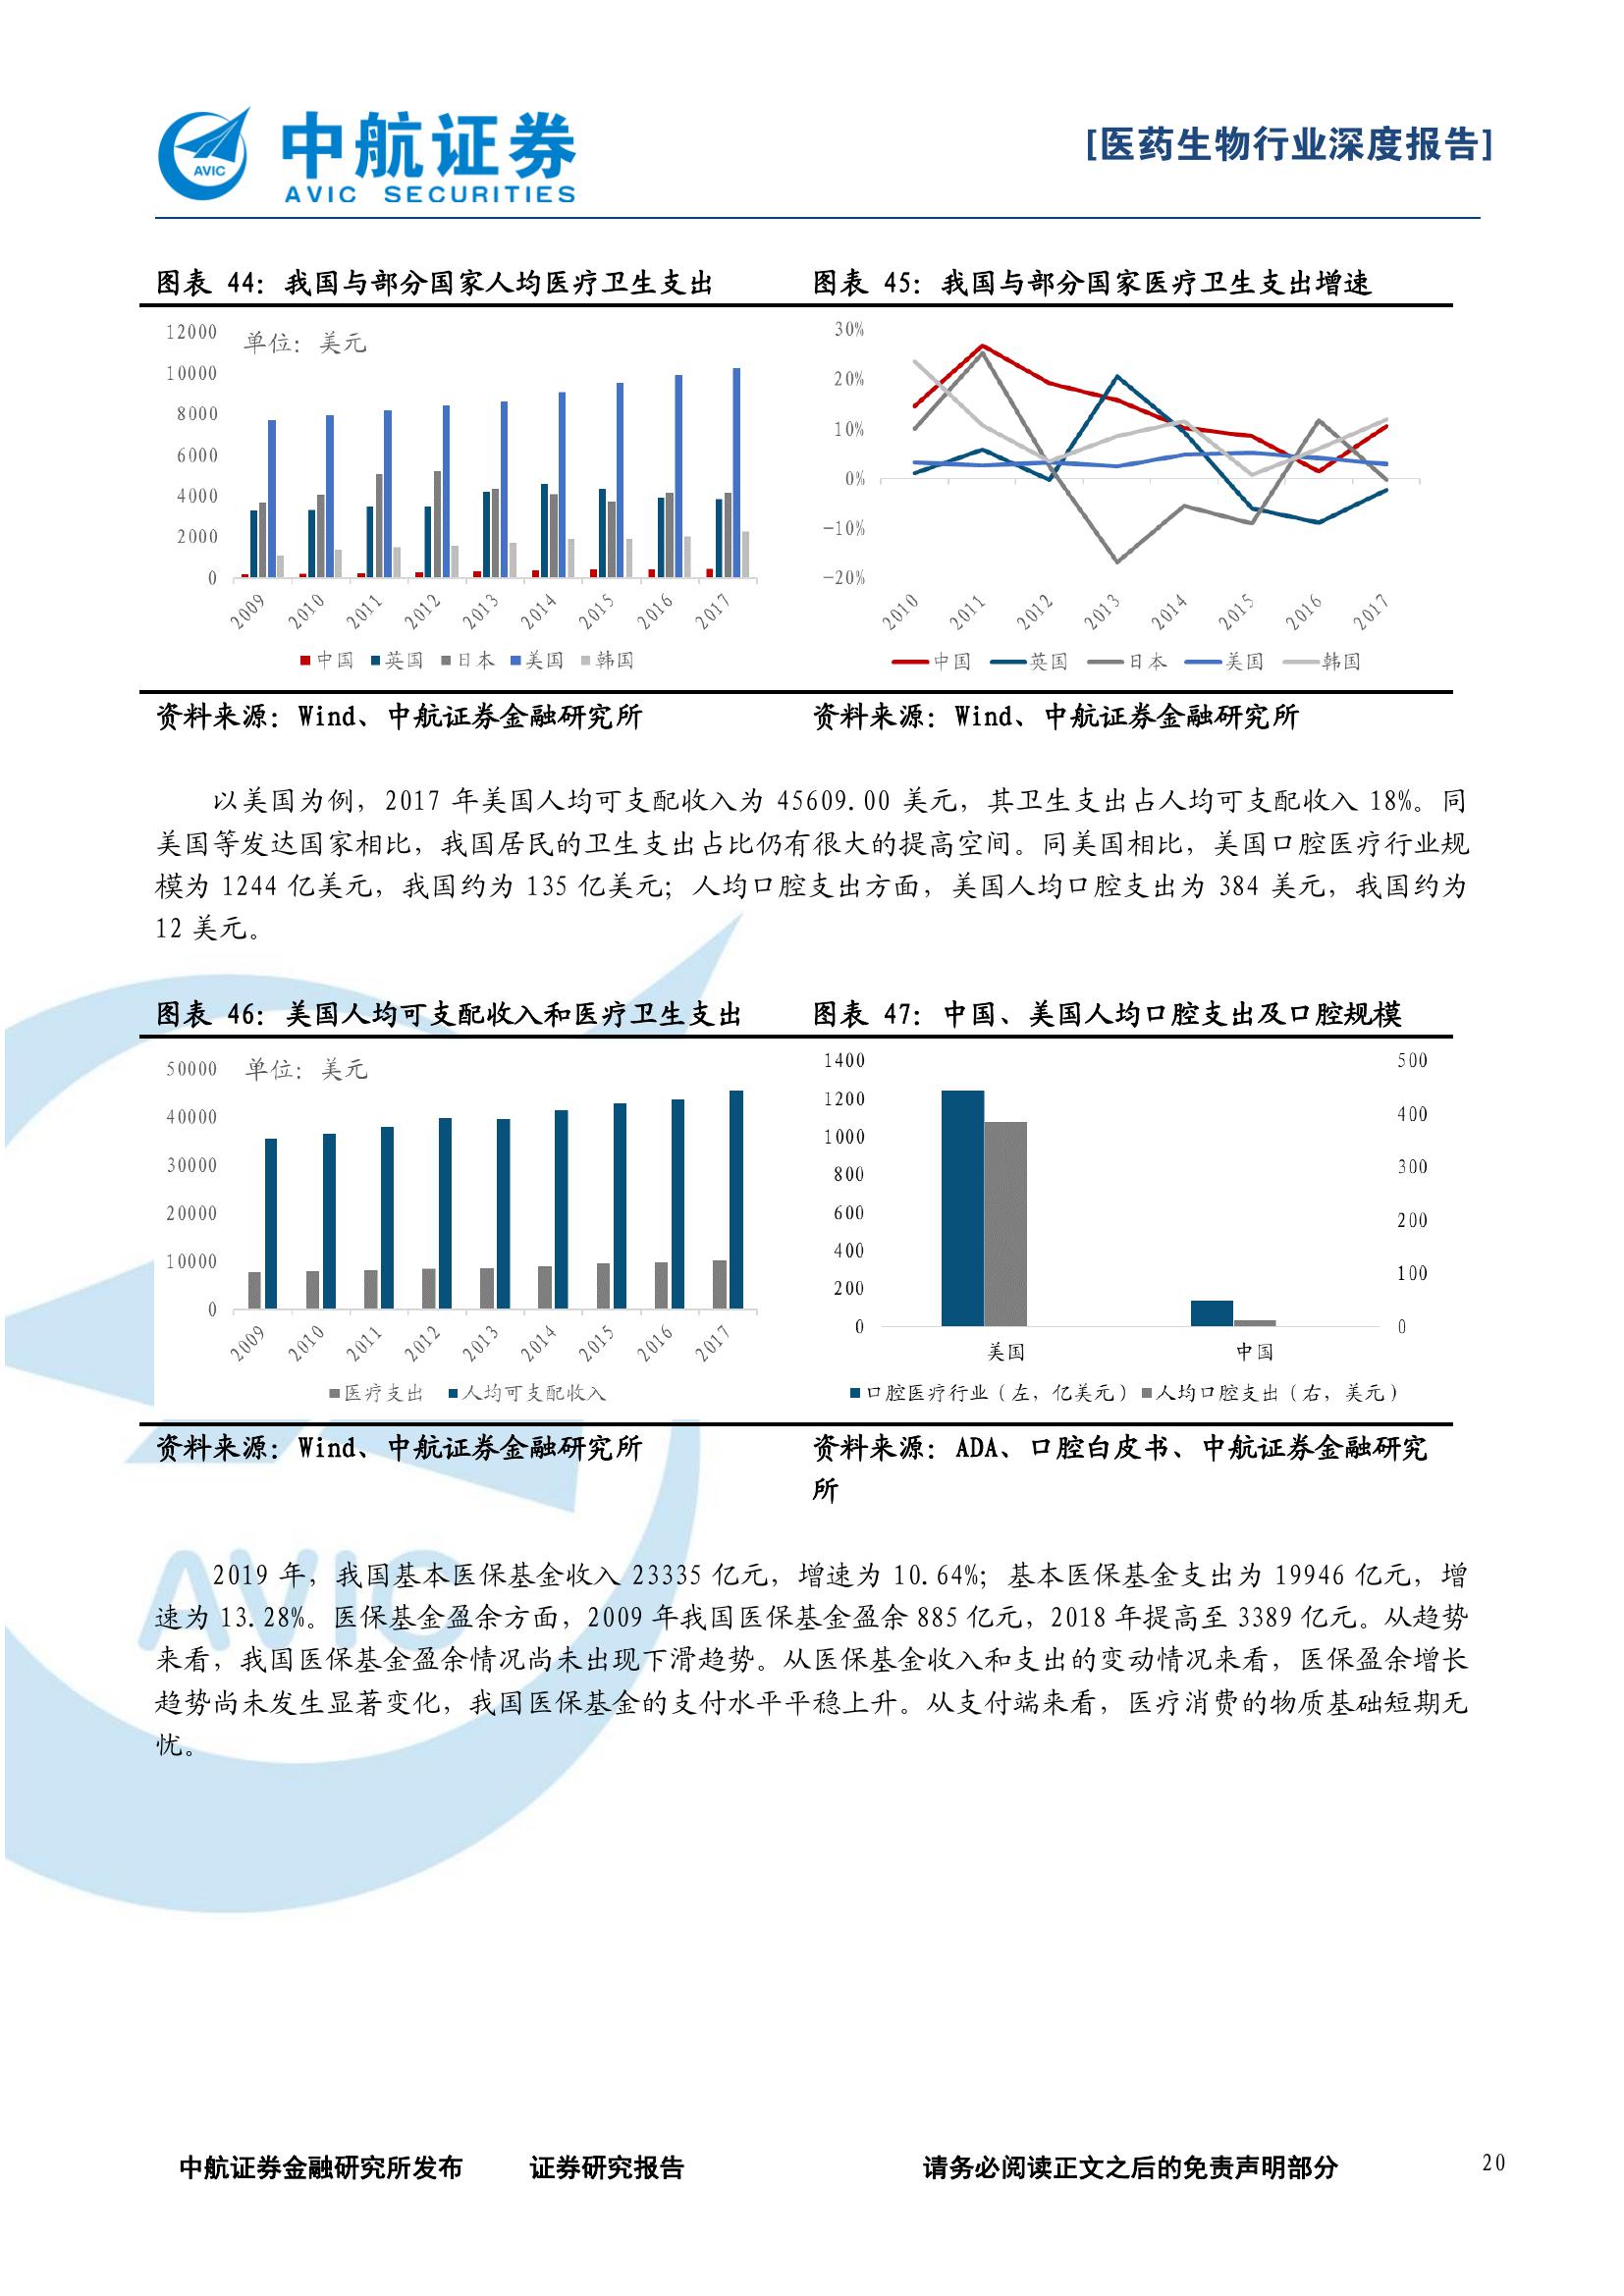 AVIC
中航证券
AVIC SECURITIES
[医药生物行业深度报告]
图表 44：我国与部分国家人均医疗卫生支出
单位：美元
12000
10000
8000
6000
4000
2000
0
2009 2010 2011 2012 2013 2014 2015 2016 2017
中国 英国 日本 美国 韩国
资料来源：Wind、中航证券金融研究所
图表 45：我国与部分国家医疗卫生支出增速
30%
20%
10%
0%
-10%
-20%
2010 2011 2012 2013 2014 2015 2016 2017
中国 英国 日本 美国 韩国
资料来源：Wind、中航证券金融研究所
以美国为例，2017 年美国人均可支配收入为 45609.00 美元，其卫生支出占人均可支配收入 18%。同
美国等发达国家相比，我国居民的卫生支出占比仍有很大的提高空间。同美国相比，美国口腔医疗行业规
模为 1244 亿美元，我国约为 135 亿美元；人均口腔支出方面，美国人均口腔支出为 384 美元，我国约为
12 美元。
图表 46：美国人均可支配收入和医疗卫生支出
单位：美元
50000
40000
30000
20000
10000
0
2009 2010 2011 2012 2013 2014 2015 2016 2017
医疗支出 人均可支配收入
资料来源：Wind、中航证券金融研究所
图表 47：中国、美国人均口腔支出及口腔规模
1400
1200
1000
800
600
400
200
0
500
400
300
200
100
0
美国 中国
口腔医疗行业（左，亿美元） 人均口腔支出（右，美元）
资料来源：ADA、口腔白皮书、中航证券金融研究
所
AVIC
2019 年，我国基本医保基金收入 23335 亿元，增速为 10.64%；基本医保基金支出为 19946 亿元，增
速为 13.28%。医保基金盈余方面，2009 年我国医保基金盈余 885 亿元，2018 年提高至 3389 亿元。从趋势
来看，我国医保基金盈余情况尚未出现下滑趋势。从医保基金收入和支出的变动情况来看，医保盈余增长
趋势尚未发生显著变化，我国医保基金的支付水平平稳上升。从支付端来看，医疗消费的物质基础短期无
忧。
中航证券金融研究所发布 证券研究报告 请务必阅读正文之后的免责声明部分 20